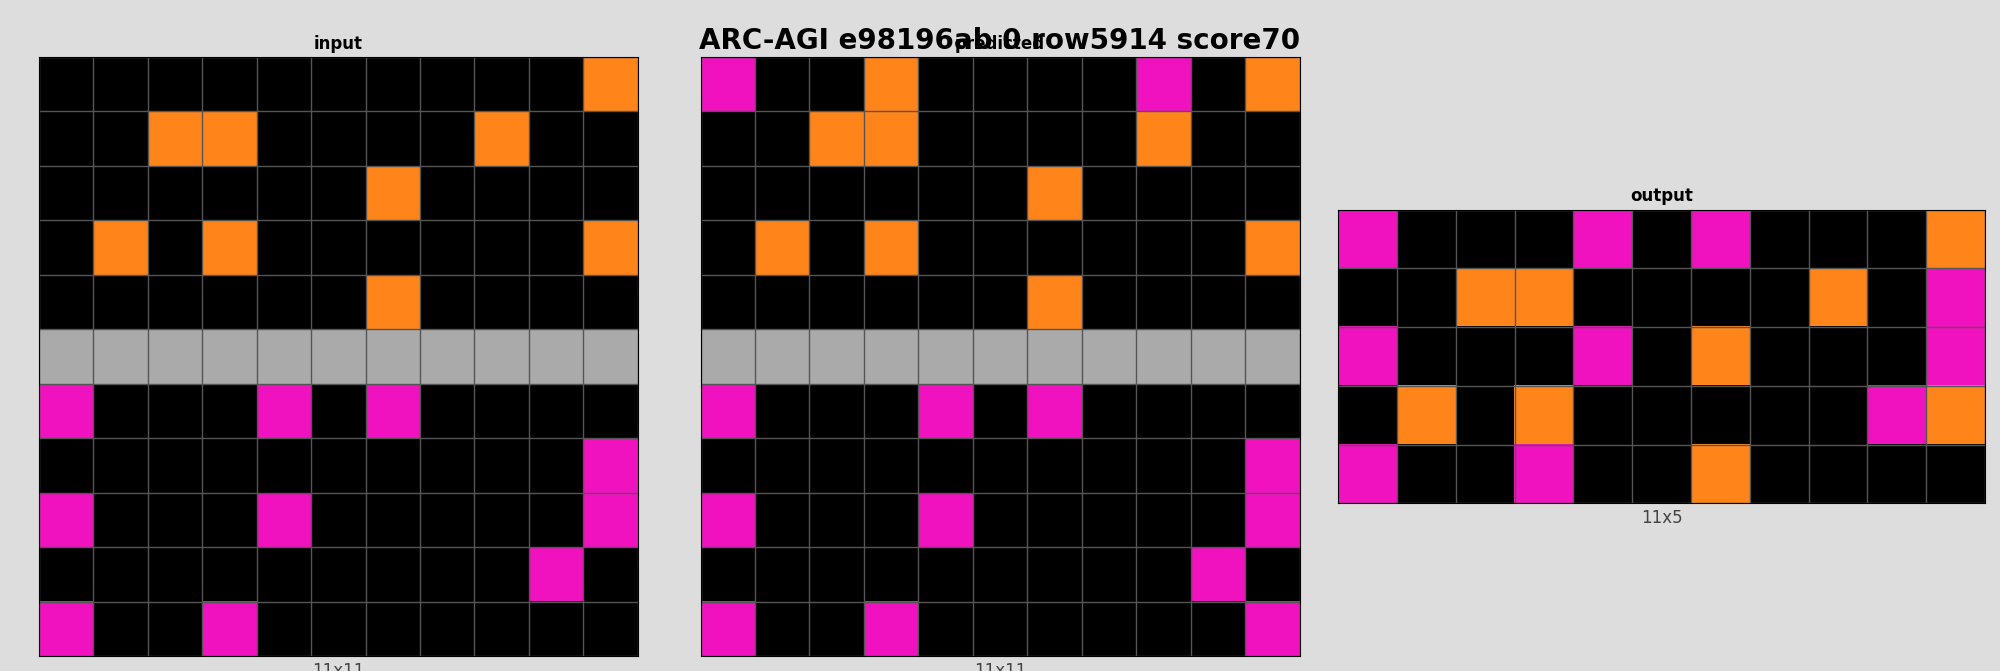 ARC-AGI e98196ab 0 row5914 score70
input
predicted
output
11x5
11x11
11x11